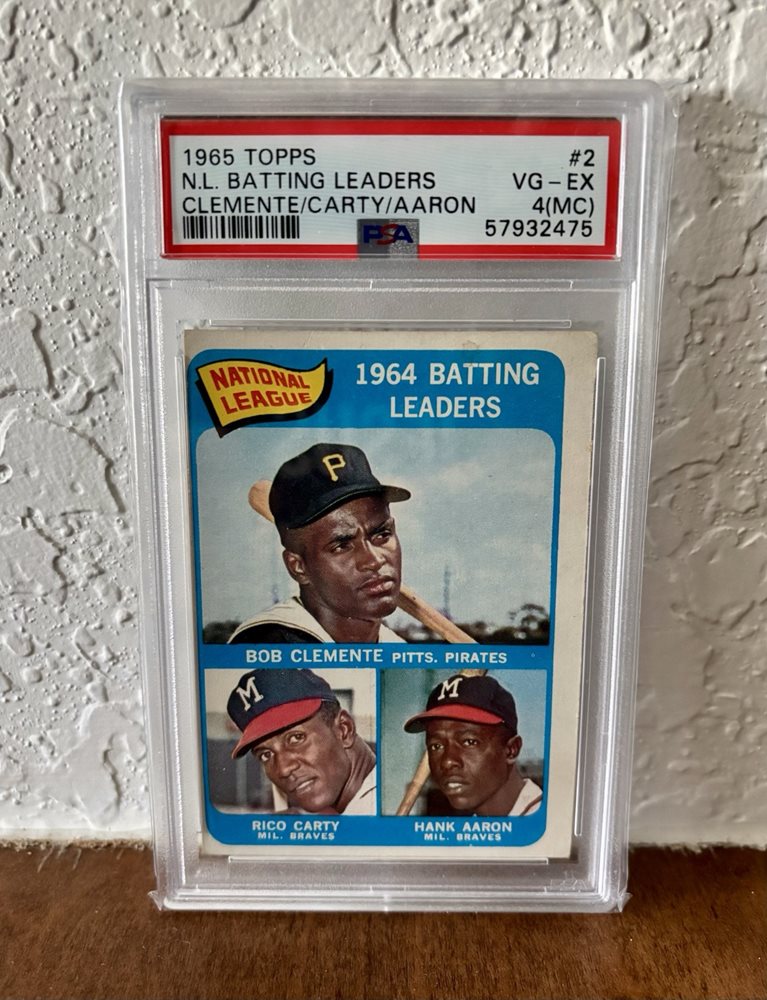 1965 TOPPS #2
N.L. BATTING LEADERS VG - EX
CLEMENTE/CARTY/AARON 4(MC)
PSA 57932475
NATIONAL LEAGUE
1964 BATTING
LEADERS
P
BOB CLEMENTE PITTS. PIRATES
M
M
RICO CARTY
MIL. BRAVES
HANK AARON
MIL. BRAVES